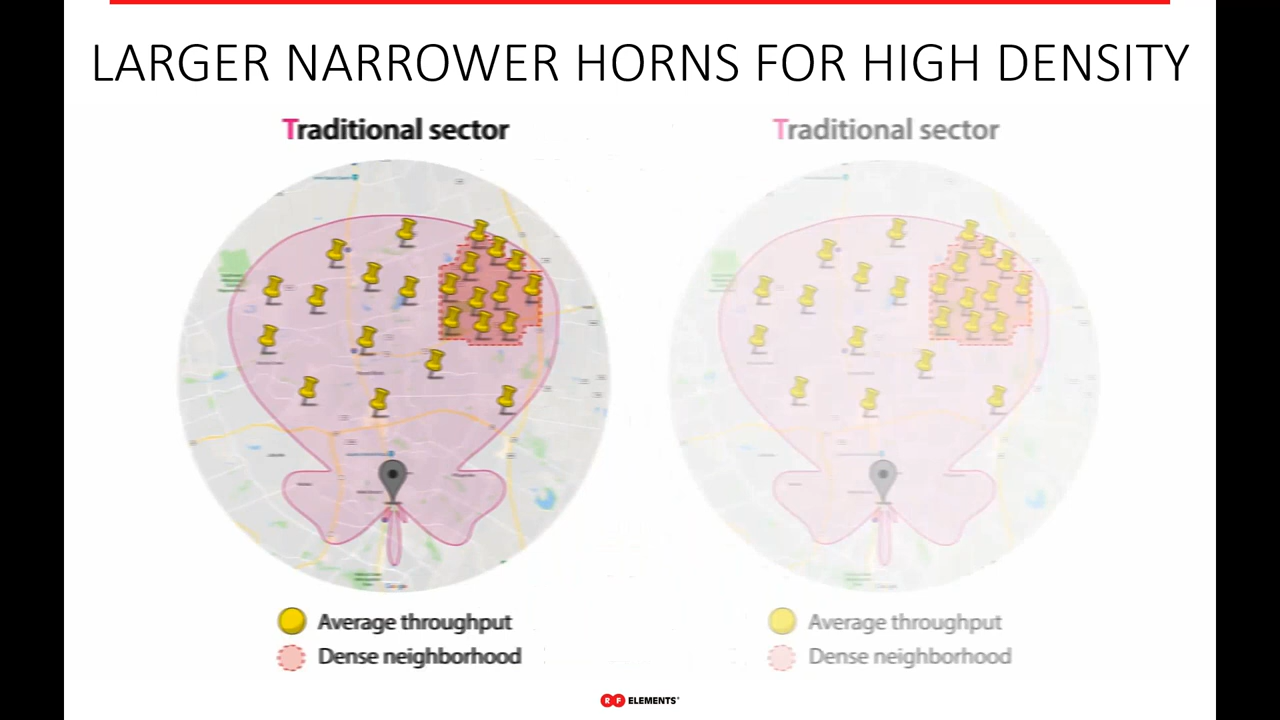 LARGER NARROWER HORNS FOR HIGH DENSITY
Traditional sector
Traditional sector
Average throughput
Dense neighborhood
Average throughput
Dense neighborhood
RF ELEMENTS